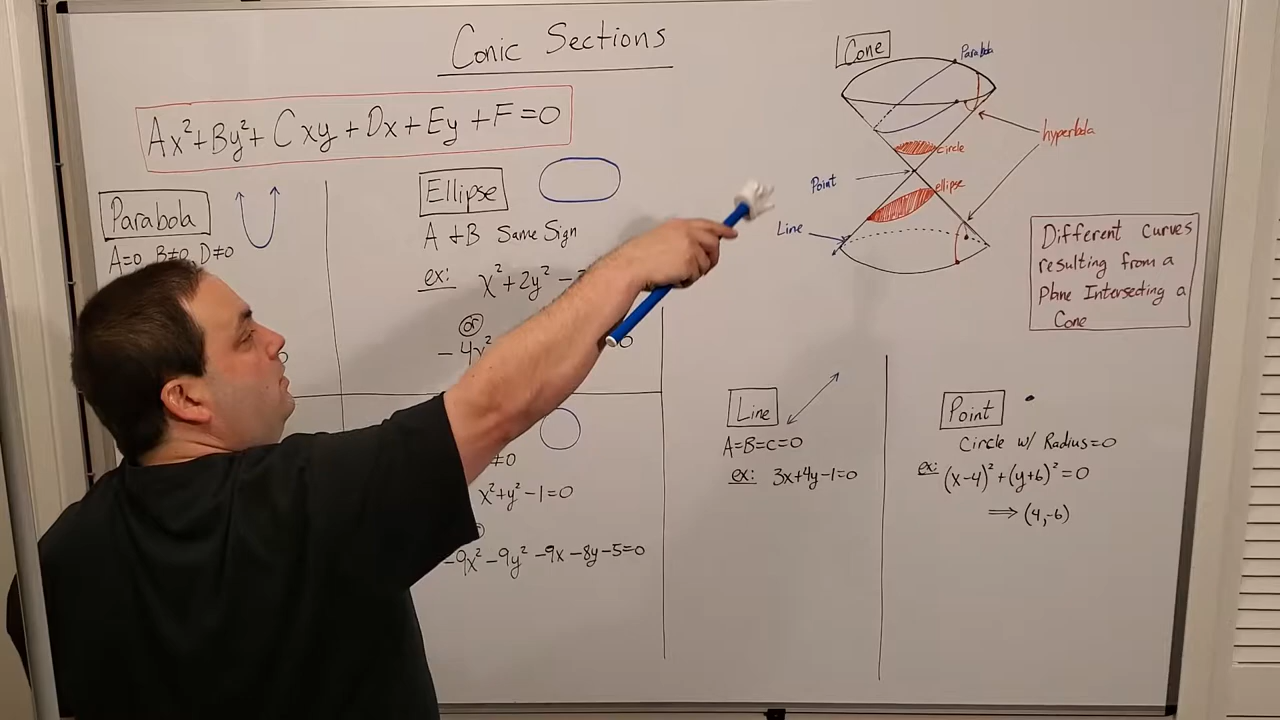 Conic Sections
Ax²+By²+Cxy+Dx+Ey+F=0
Parabola
A=0 B≠0 D≠0
Ellipse
A + B Same Sign
ex: x²+2y²-
or
-4y²
≠0
x²+y²-1=0
-9x²-9y²-9x-8y-5=0
Cone
Parabola
hyperbola
circle
Point
ellipse
Line
Different curves
resulting from a
Plane Intersecting a
Cone
Line
A=B=C=0
ex: 3x+4y-1=0
Point
Circle w/ Radius=0
ex: (x-4)²+(y+6)²=0
⟹(4,-6)